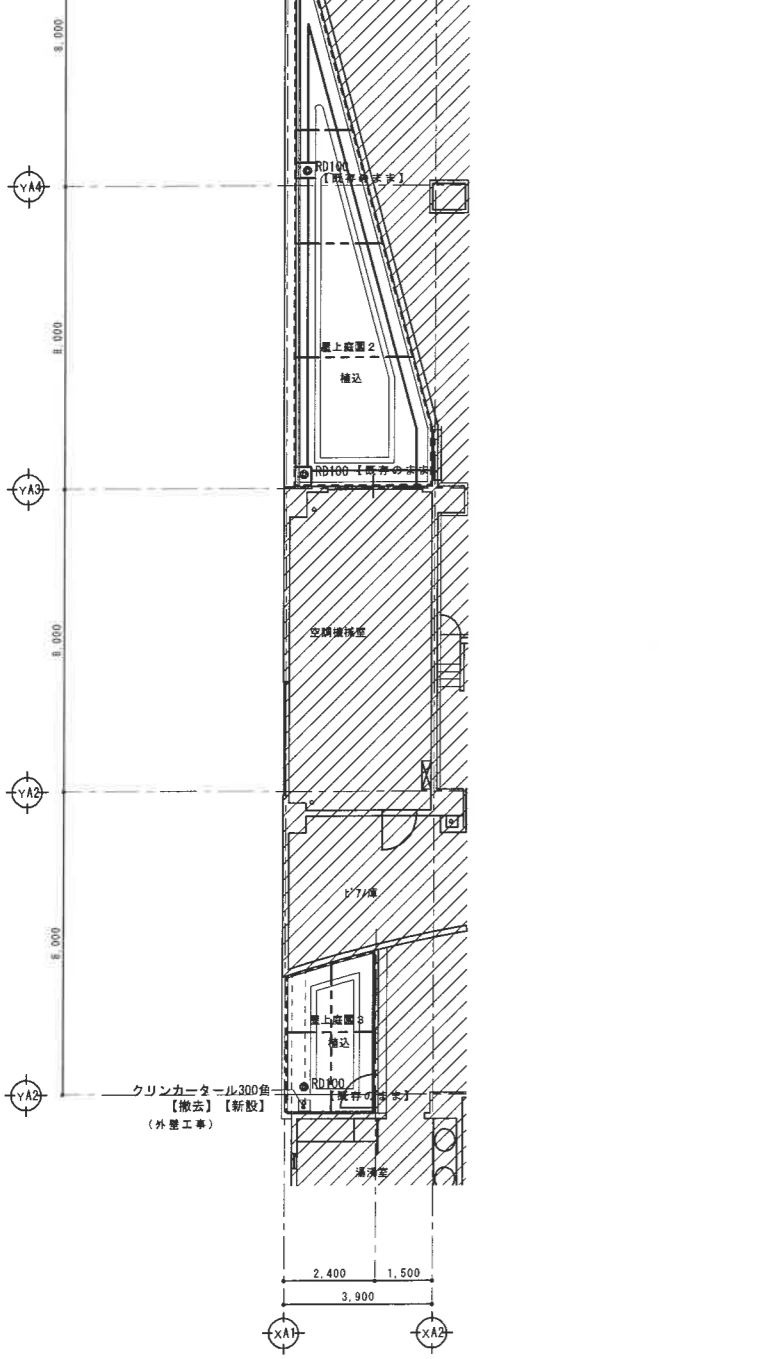 8,000
RD100
【既存のまま】
YA4
8,000
屋上庭園2
植込
RD100【既存のまま
YA3
8,000
空調機械室
YA2
ピアノ庫
8,000
屋上庭園3
植込
RD100
クリンカータール300角
【既存のまま】
YA2
【撤去】【新設】
(外壁工事)
湯沸室
2,400
1,500
3,900
XA1
XA2